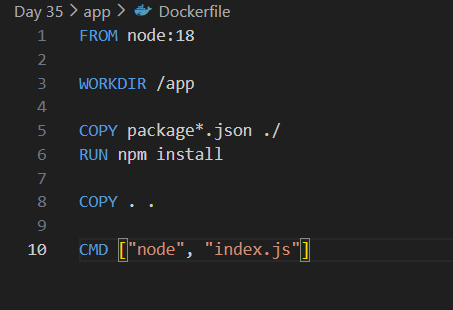 Day 35 > app > Dockerfile
1 FROM node:18
2
3 WORKDIR /app
4
5 COPY package*.json ./
6 RUN npm install
7
8 COPY . .
9
10 CMD ["node", "index.js"]